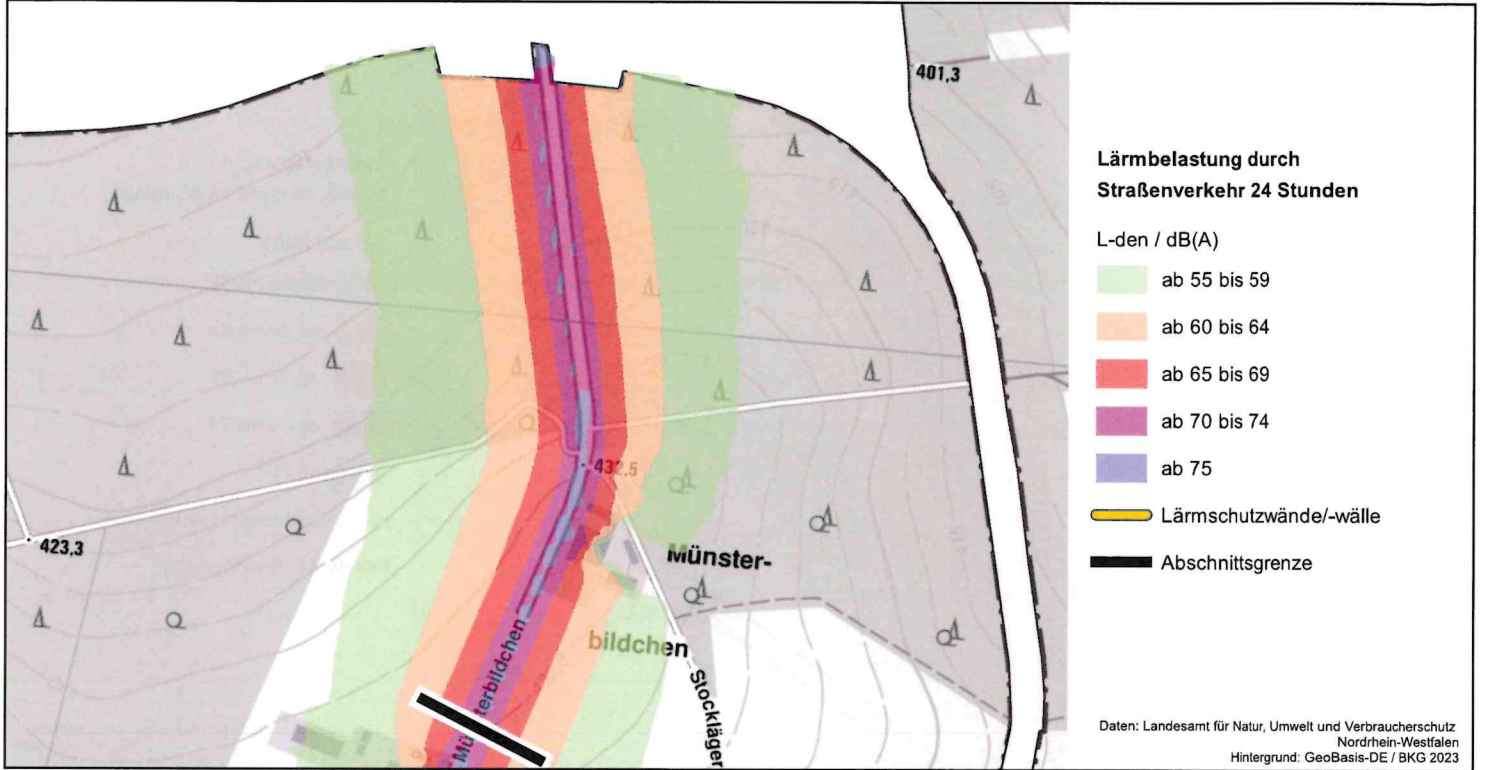 401,3
432,5
423,3
Münster-
bildchen
Stockläger
Lärmbelastung durch
Straßenverkehr 24 Stunden
L-den / dB(A)
ab 55 bis 59
ab 60 bis 64
ab 65 bis 69
ab 70 bis 74
ab 75
Lärmschutzwände/-wälle
Abschnittsgrenze
Daten: Landesamt für Natur, Umwelt und Verbraucherschutz
Nordrhein-Westfalen
Hintergrund: GeoBasis-DE / BKG 2023